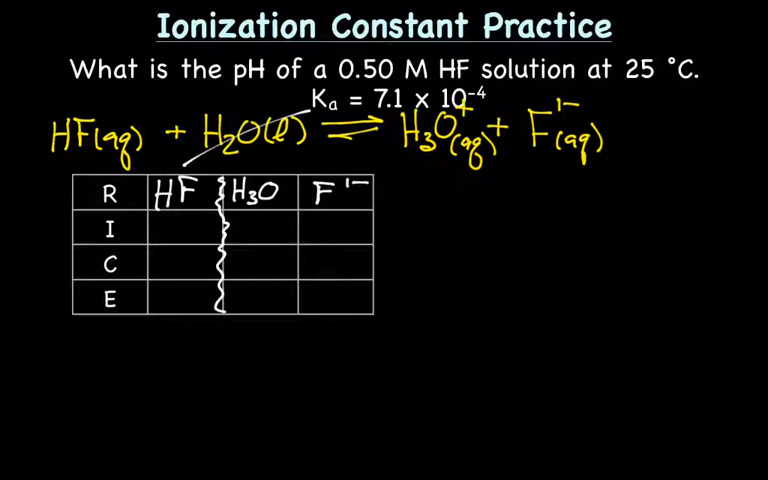 Ionization Constant Practice
What is the pH of a 0.50 M HF solution at 25 °C.
Kₐ = 7.1 x 10⁻⁴
HF(aq) + H₂O(l) ⇌ H₃O⁺(aq) + F¹⁻(aq)
R HF H₃O F¹⁻
I
C
E